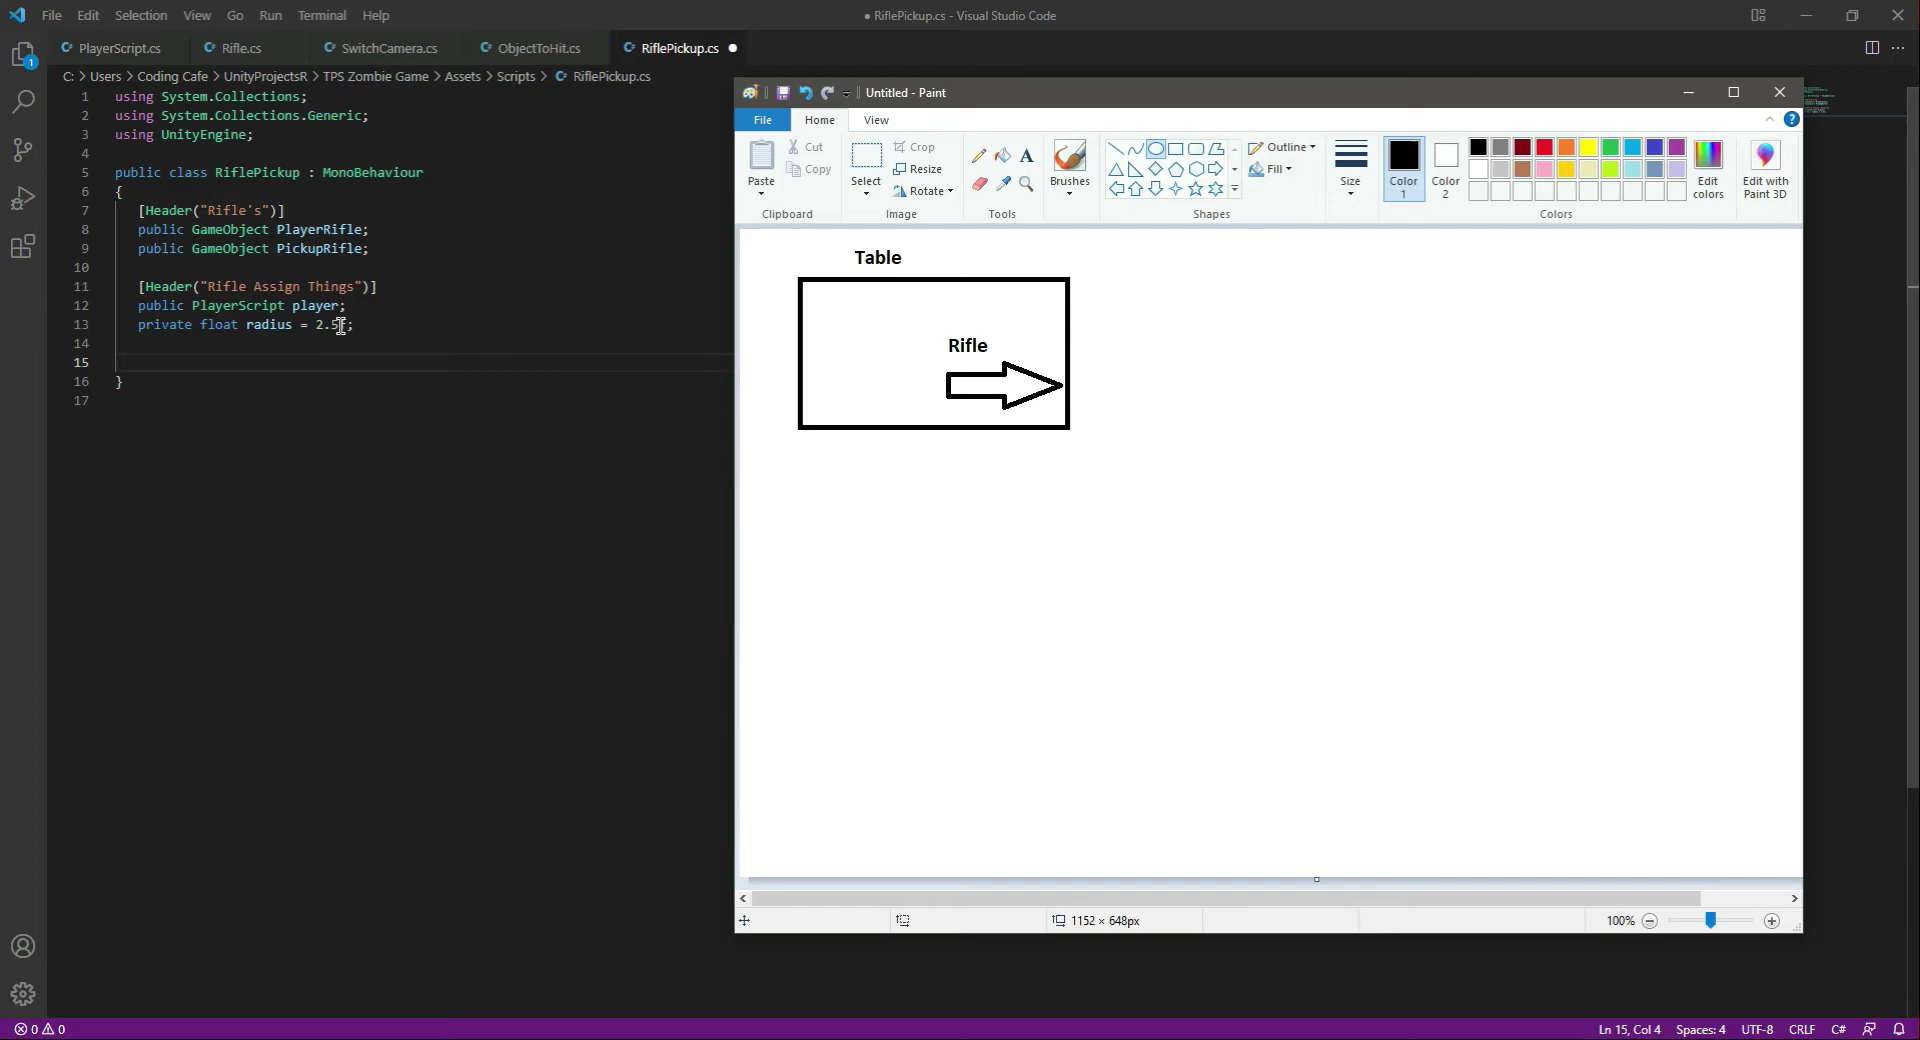 File Edit Selection View Go Run Terminal Help
● RiflePickup.cs - Visual Studio Code
PlayerScript.cs Rifle.cs SwitchCamera.cs ObjectToHit.cs RiflePickup.cs
C: > Users > Coding Cafe > UnityProjectsR > TPS Zombie Game > Assets > Scripts > RiflePickup.cs
1 using System.Collections;
2 using System.Collections.Generic;
3 using UnityEngine;
4
5 public class RiflePickup : MonoBehaviour
6 {
7 [Header("Rifle's")]
8 public GameObject PlayerRifle;
9 public GameObject PickupRifle;
10
11 [Header("Rifle Assign Things")]
12 public PlayerScript player;
13 private float radius = 2.5f;
14
15
16 }
17
1
Untitled - Paint
File Home View
Paste Cut Copy
Clipboard
Select Crop Resize Rotate
Image
A
Tools
Brushes
Outline Fill
Shapes
Size
Color 1
Color 2
Edit colors
Colors
Edit with Paint 3D
Table
Rifle
1152 × 648px
100%
0 0
Ln 15, Col 4 Spaces: 4 UTF-8 CRLF C#